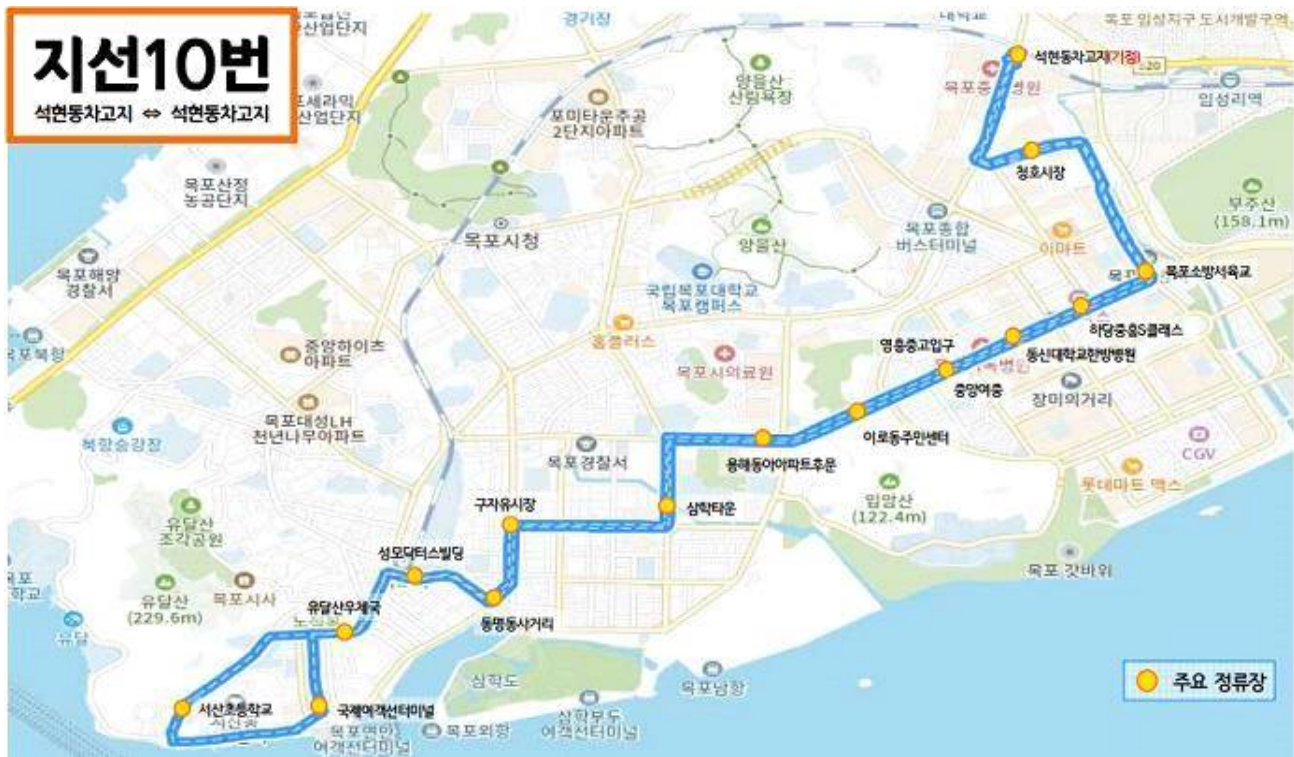 지선10번
석현동차고지 ⇔ 석현동차고지
경기장
대학교
목포 임성지구 도시개발구역
산업단지
석현동차고지(기점)
임성리역
양을산
산림욕장
포미타운주공
2단지아파트
포세라믹
산업단지
청호시장
목포산정
농공단지
부주산
(158.1m)
목포시청
양을산
목포종합
버스터미널
이마트
목포해양
경찰서
목포소방서육교
국립목포대학교
목포캠퍼스
홈플러스
하당중흥S클래스
중앙하이츠
아파트
영흥중고입구
동신대학교한방병원
목포시의료원
중앙여중
장미의거리
목포대성LH
천년나무아파트
북항승강장
이로동주민센터
CGV
목포경찰서
용해동아아파트후문
롯데마트 맥스
구자유시장
삼학타운
입암산
(122.4m)
유달산
조각공원
성모닥터스빌딩
목포 갓바위
유달산
(229.6m)
목포시사
유달산우체국
동명동사거리
유달
삼학도
목포남항
주요 정류장
서산초등학교
국제여객선터미널
목포연안
여객선터미널
목포외항
삼학부두
여객선터미널